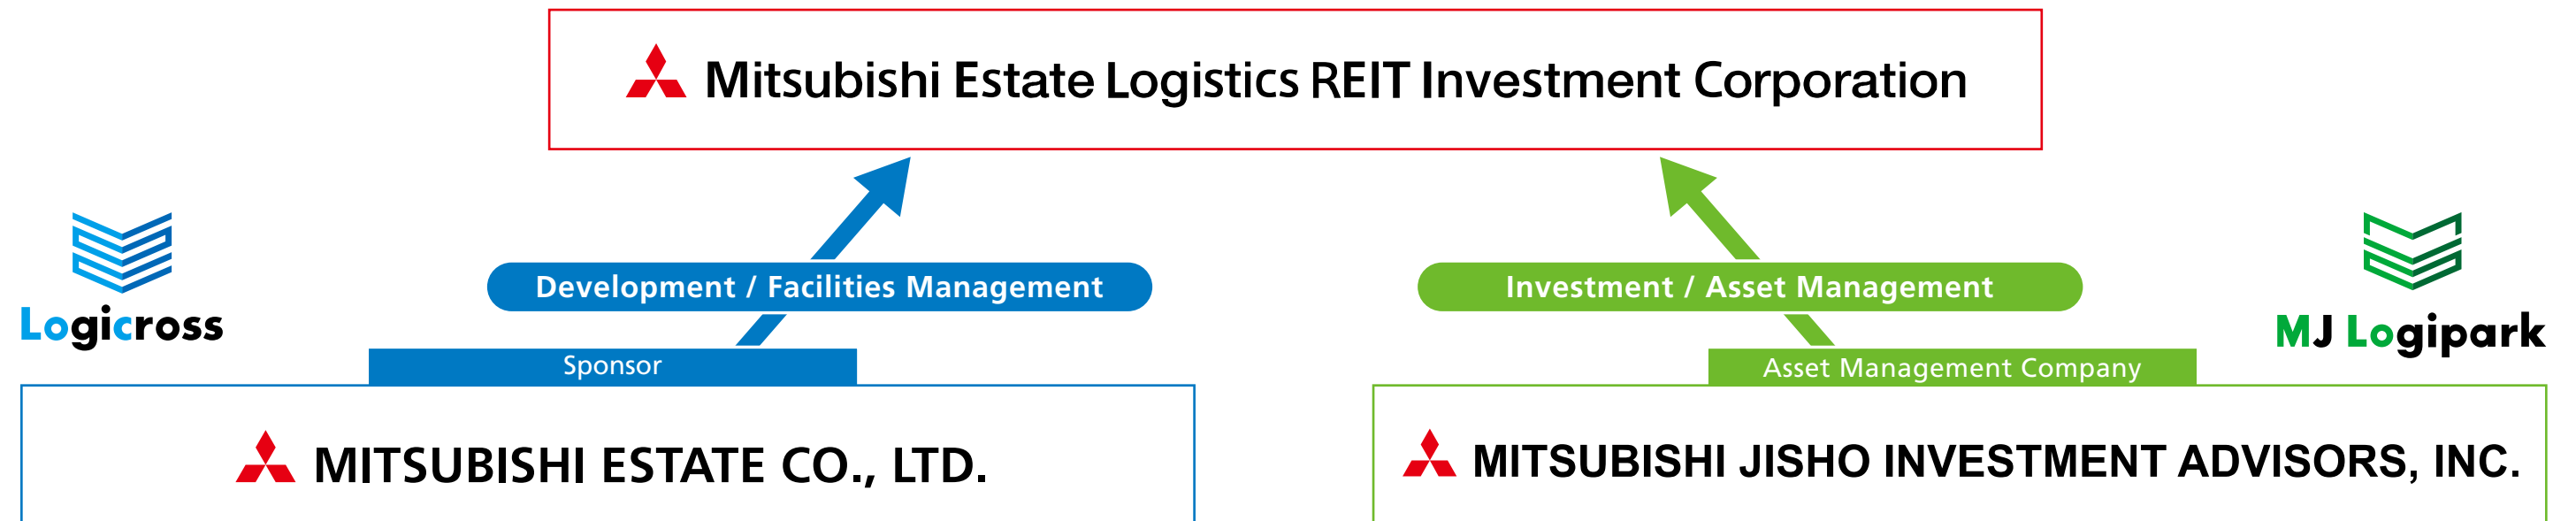 Mitsubishi Estate Logistics REIT Investment Corporation
Development / Facilities Management
Investment / Asset Management
Logicross
MJ Logipark
Sponsor
Asset Management Company
MITSUBISHI ESTATE CO., LTD.
MITSUBISHI JISHO INVESTMENT ADVISORS, INC.